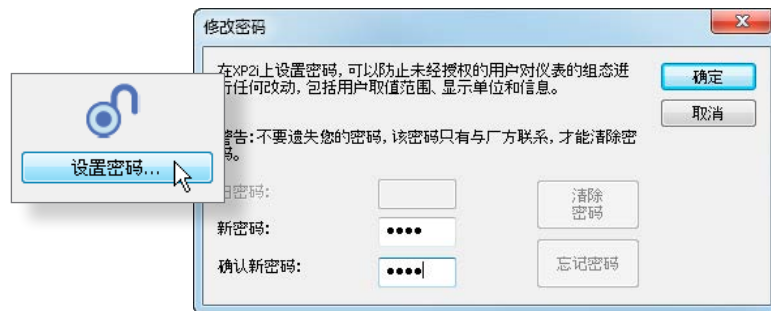 修改密码
在XP2i上设置密码,可以防止未经授权的用户对仪表的组态进
行任何改动,包括用户取值范围、显示单位和信息。
警告:不要遗失您的密码,该密码只有与厂方联系,才能清除密
码。
旧密码:
新密码:
确认新密码:
确定
取消
清除
密码
忘记密码
设置密码...